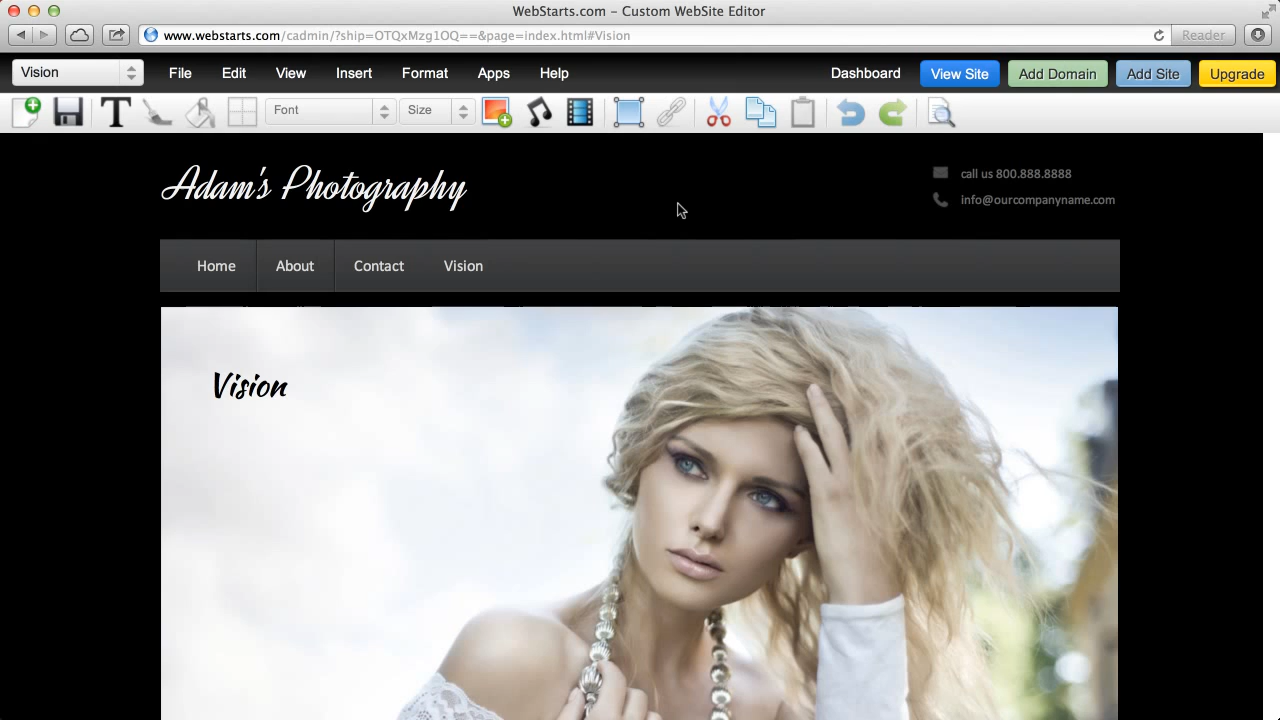 WebStarts.com – Custom WebSite Editor
www.webstarts.com/cadmin/?ship=OTQxMzg1OQ==&page=index.html#Vision
Reader
Vision File Edit View Insert Format Apps Help Dashboard View Site Add Domain Add Site Upgrade
T Font Size
Adam's Photography
call us 800.888.8888
info@ourcompanyname.com
Home About Contact Vision
Vision